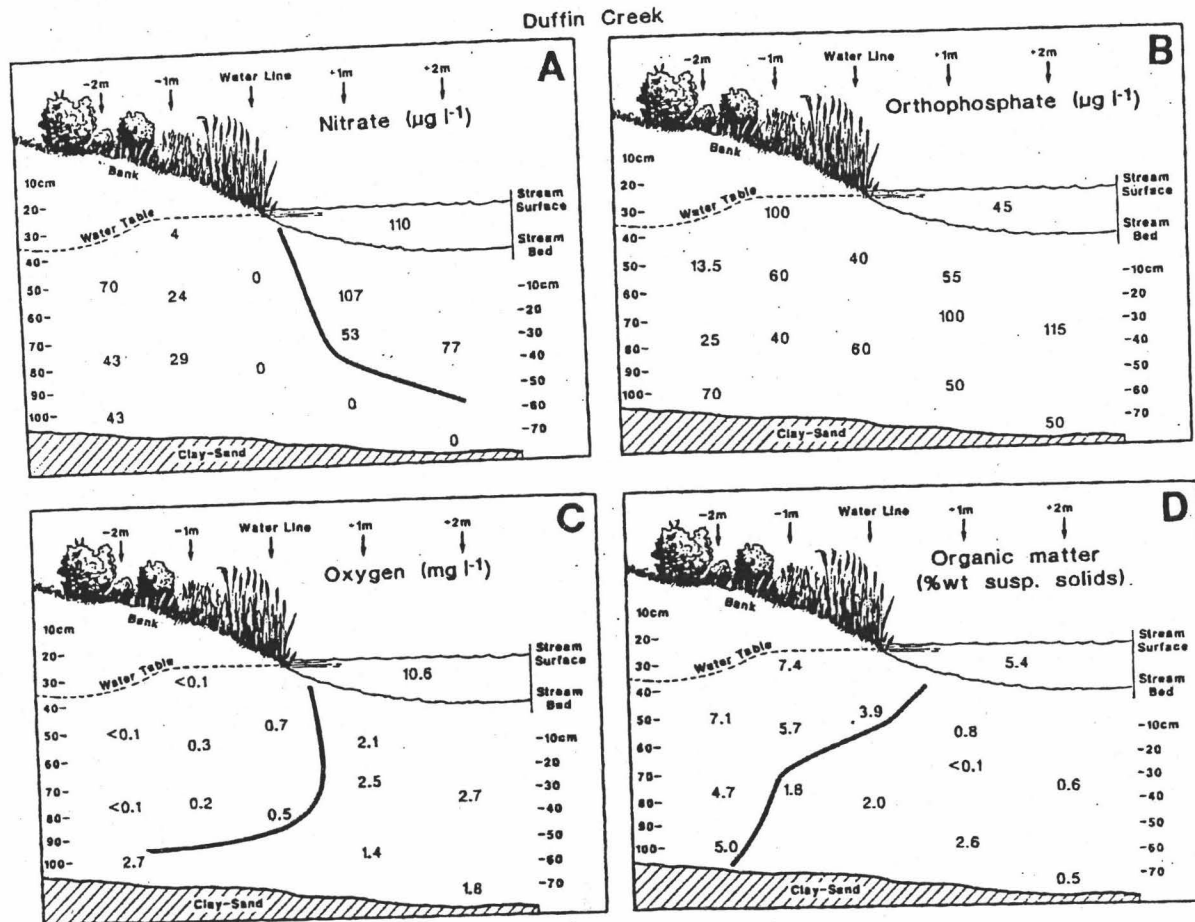 Duffin Creek
A
-2m -1m Water Line +1m +2m
Nitrate (µg l-1)
Bank
10cm
20-
30-
40-
50-
60-
70-
80-
90-
100-
Water Table
Stream
Surface
Stream
Bed
-10cm
-20
-30
-40
-50
-60
-70
4 110
70 24 0 107
53 77
43 29 0
0
43 0
Clay-Sand
B
-2m -1m Water Line +1m +2m
Orthophosphate (µg l-1)
Bank
10cm
20-
30-
40-
50-
60-
70-
80-
90-
100-
Water Table
Stream
Surface
Stream
Bed
-10cm
-20
-30
-40
-50
-60
-70
100 45
13.5 60 40 55
100 115
25 40 60
70 50
50
Clay-Sand
C
-2m -1m Water Line +1m +2m
Oxygen (mg l-1)
Bank
10cm
20-
30-
40-
50-
60-
70-
80-
90-
100-
Water Table
Stream
Surface
Stream
Bed
-10cm
-20
-30
-40
-50
-60
-70
<0.1 10.6
<0.1 0.3 0.7 2.1
2.5 2.7
<0.1 0.2 0.5
2.7 1.4
1.8
Clay-Sand
D
-2m -1m Water Line +1m +2m
Organic matter
(%wt susp. solids)
Bank
10cm
20-
30-
40-
50-
60-
70-
80-
90-
100-
Water Table
Stream
Surface
Stream
Bed
-10cm
-20
-30
-40
-50
-60
-70
7.4 5.4
7.1 5.7 3.9 0.8
<0.1 0.6
4.7 1.8 2.0
5.0 2.6
0.5
Clay-Sand